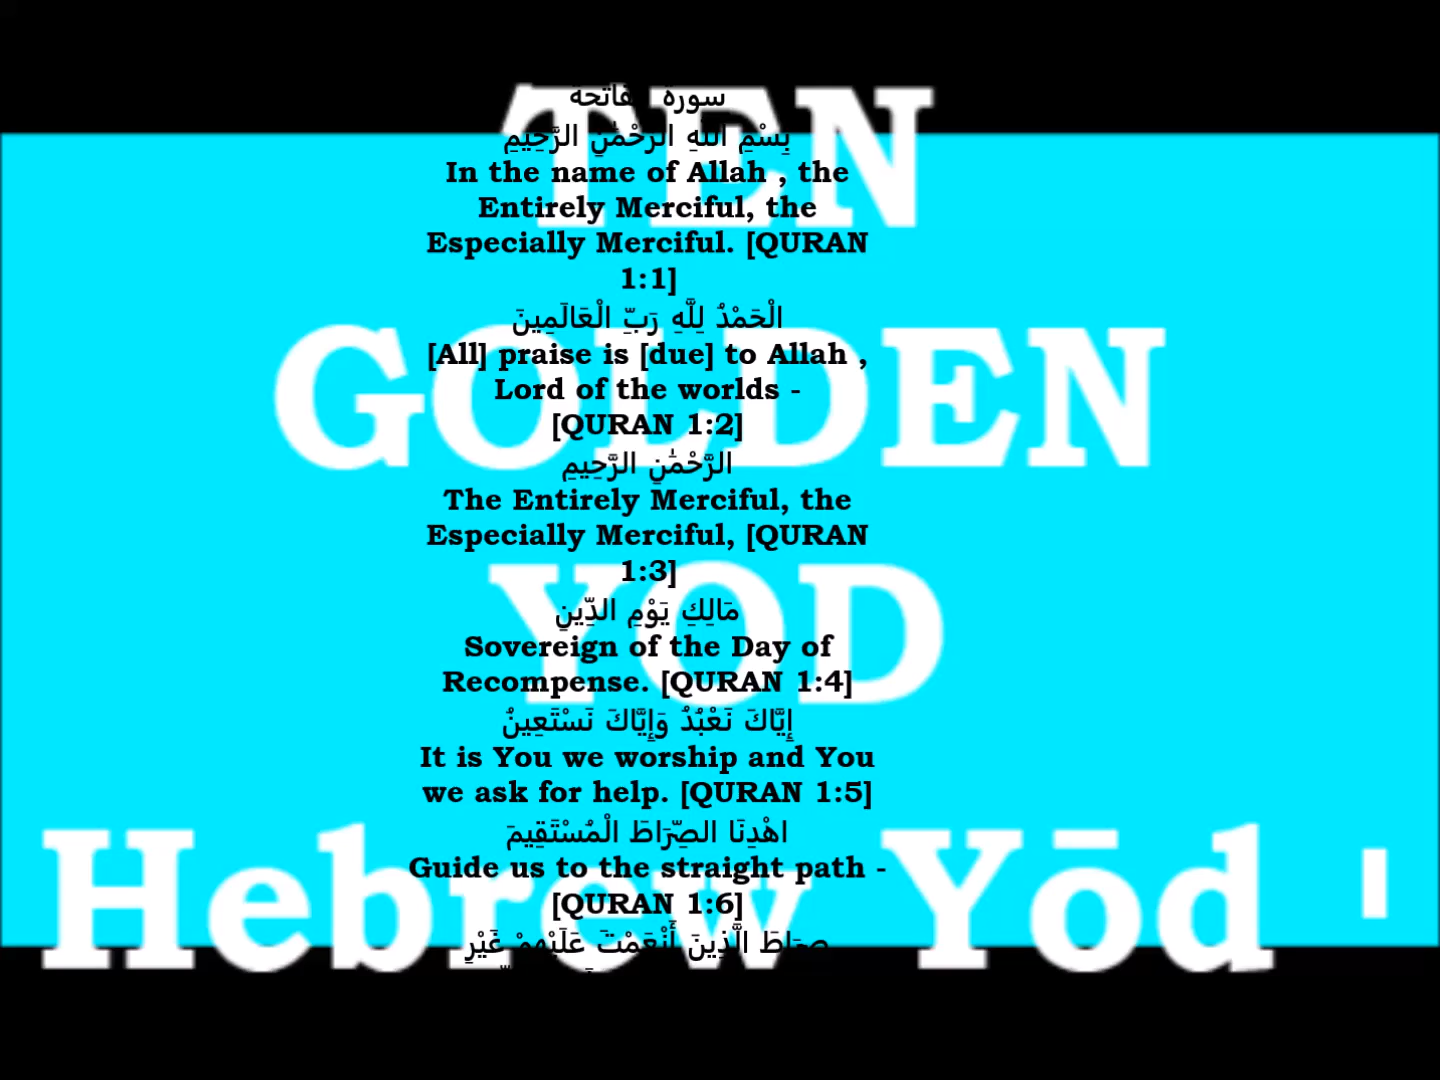 TEN
GOLDEN
YOD
Hebrew Yōd '
سورة الفاتحة
بِسْمِ اللَّهِ الرَّحْمَٰنِ الرَّحِيمِ
In the name of Allah , the
Entirely Merciful, the
Especially Merciful. [QURAN
1:1]
الْحَمْدُ لِلَّهِ رَبِّ الْعَالَمِينَ
[All] praise is [due] to Allah ,
Lord of the worlds -
[QURAN 1:2]
الرَّحْمَٰنِ الرَّحِيمِ
The Entirely Merciful, the
Especially Merciful, [QURAN
1:3]
مَالِكِ يَوْمِ الدِّينِ
Sovereign of the Day of
Recompense. [QURAN 1:4]
إِيَّاكَ نَعْبُدُ وَإِيَّاكَ نَسْتَعِينُ
It is You we worship and You
we ask for help. [QURAN 1:5]
اهْدِنَا الصِّرَاطَ الْمُسْتَقِيمَ
Guide us to the straight path -
[QURAN 1:6]
صِرَاطَ الَّذِينَ أَنْعَمْتَ عَلَيْهِمْ غَيْرِ